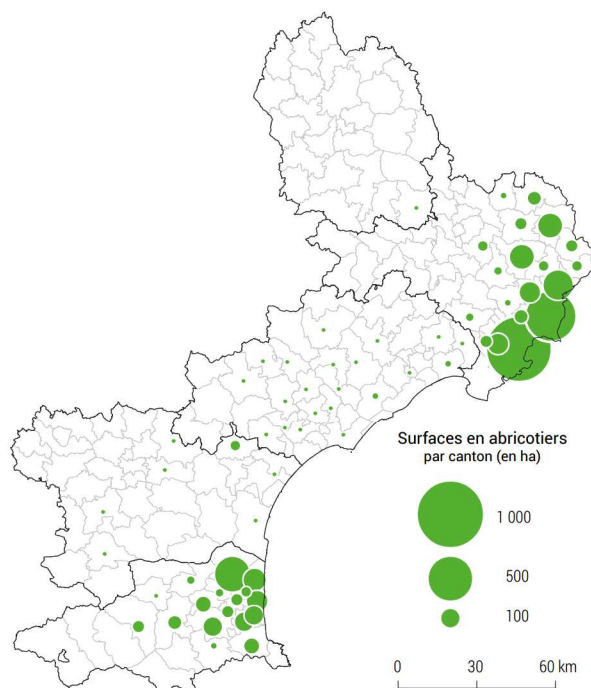 Surfaces en abricotiers
par canton (en ha)
1 000
500
100
0 30 60 km